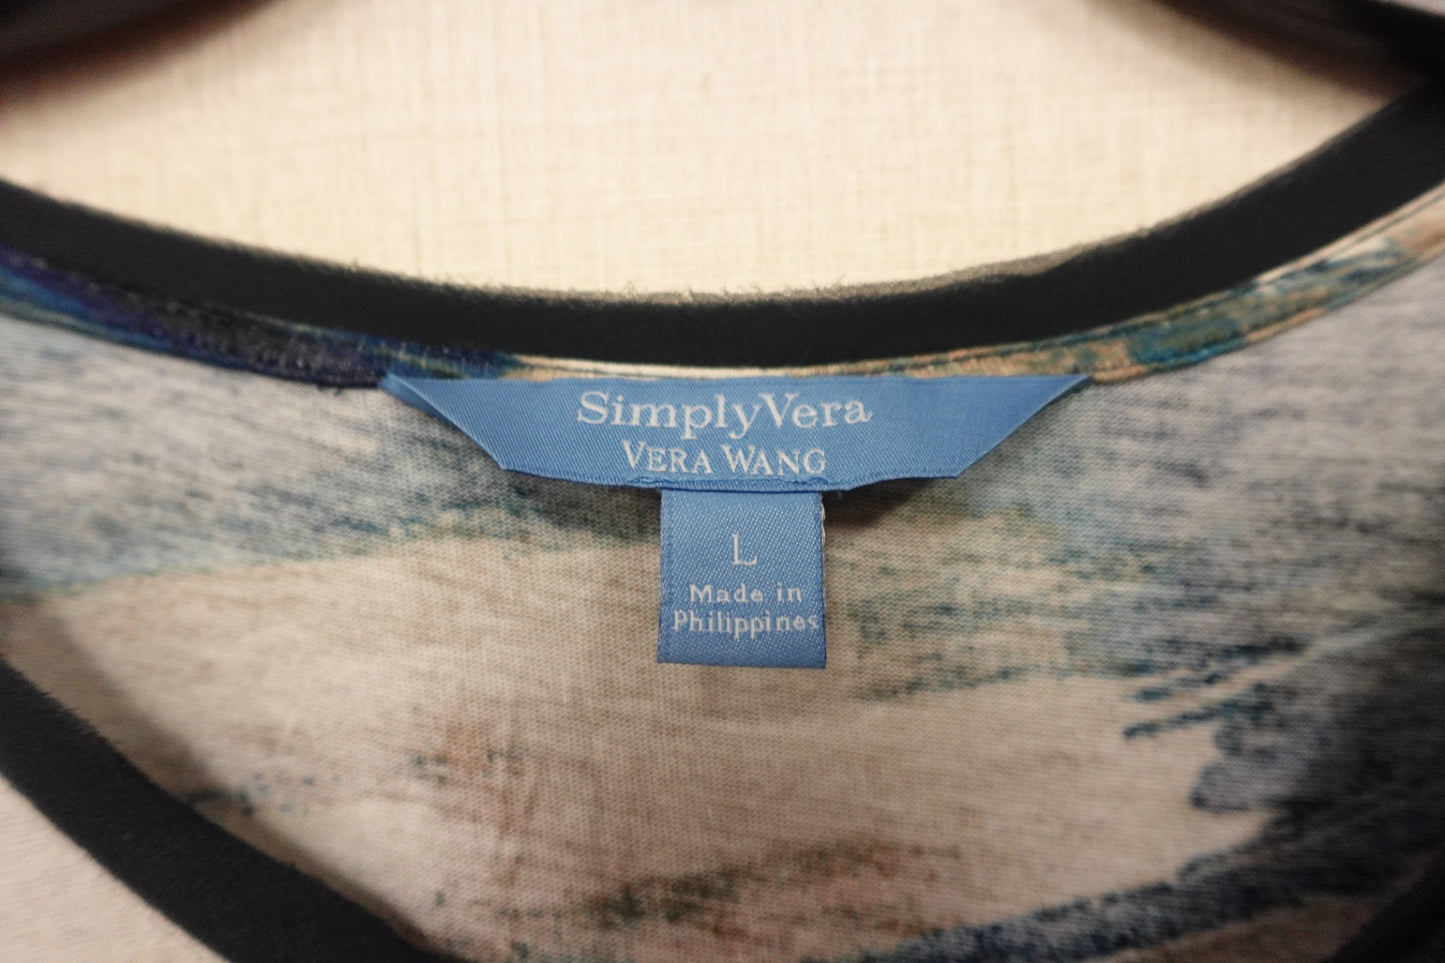 SimplyVera
VERA WANG
L
Made in
Philippines